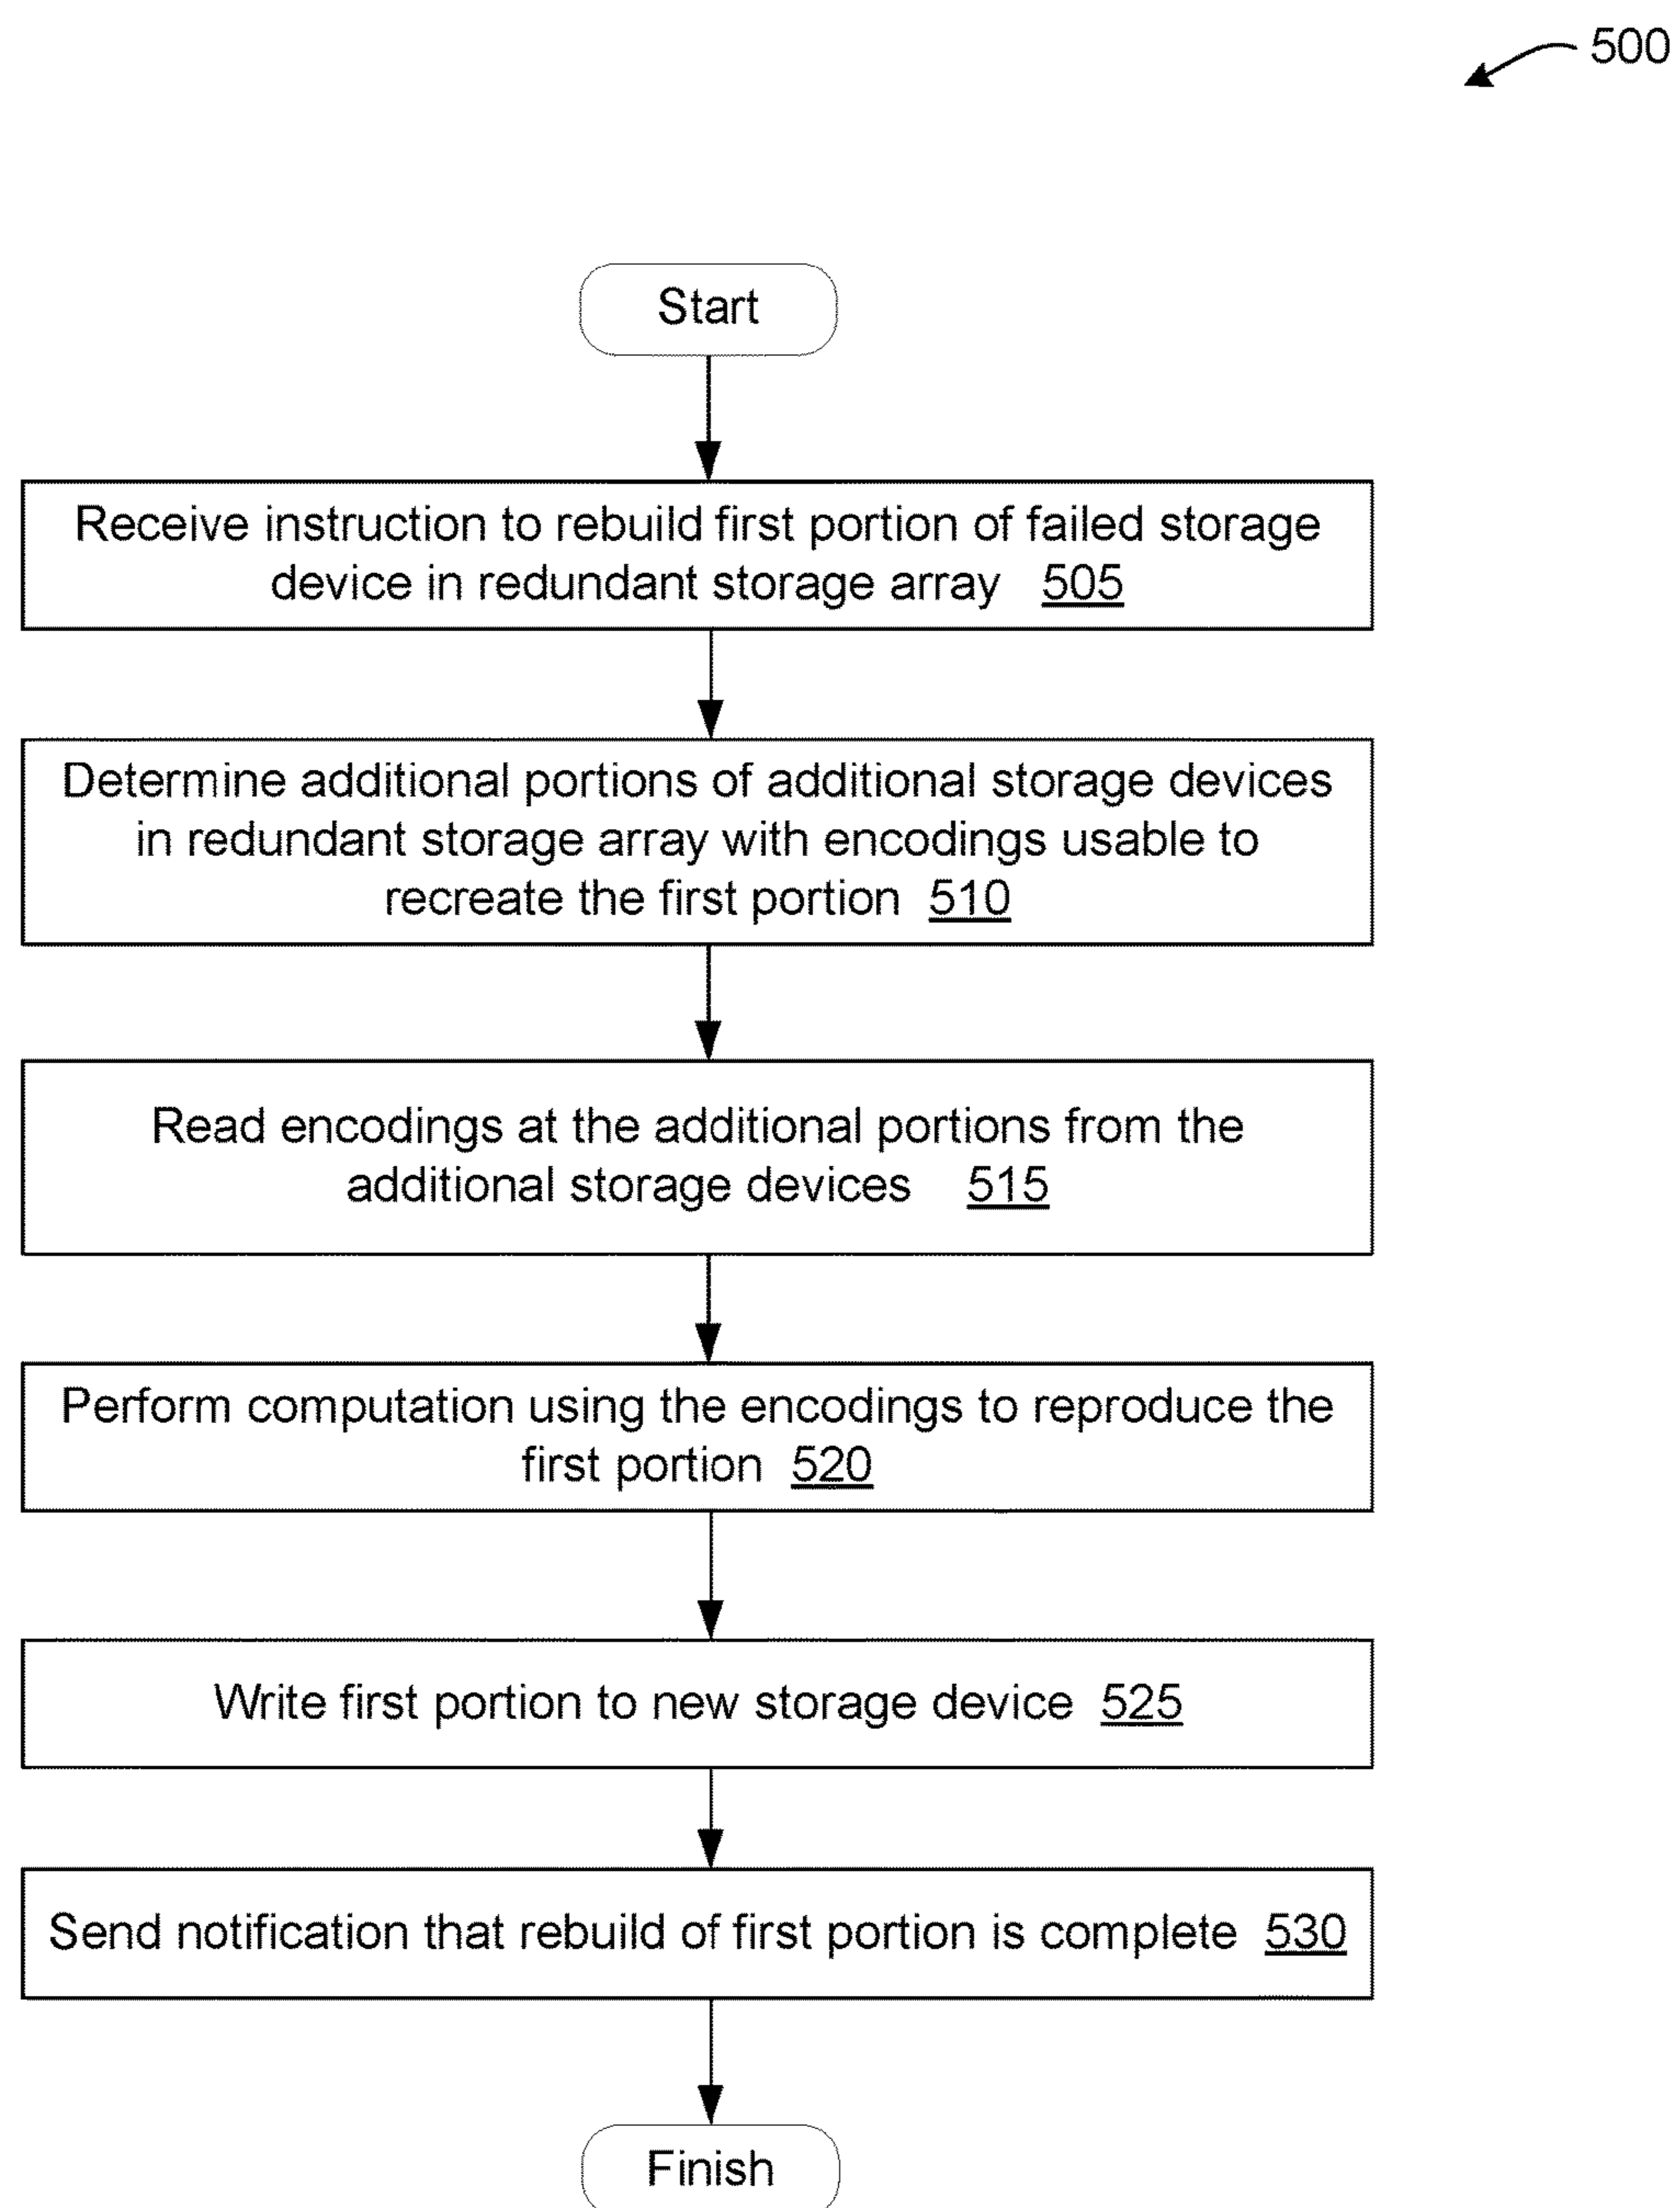 500
Start
Receive instruction to rebuild first portion of failed storage
device in redundant storage array 505
Determine additional portions of additional storage devices
in redundant storage array with encodings usable to
recreate the first portion 510
Read encodings at the additional portions from the
additional storage devices 515
Perform computation using the encodings to reproduce the
first portion 520
Write first portion to new storage device 525
Send notification that rebuild of first portion is complete 530
Finish